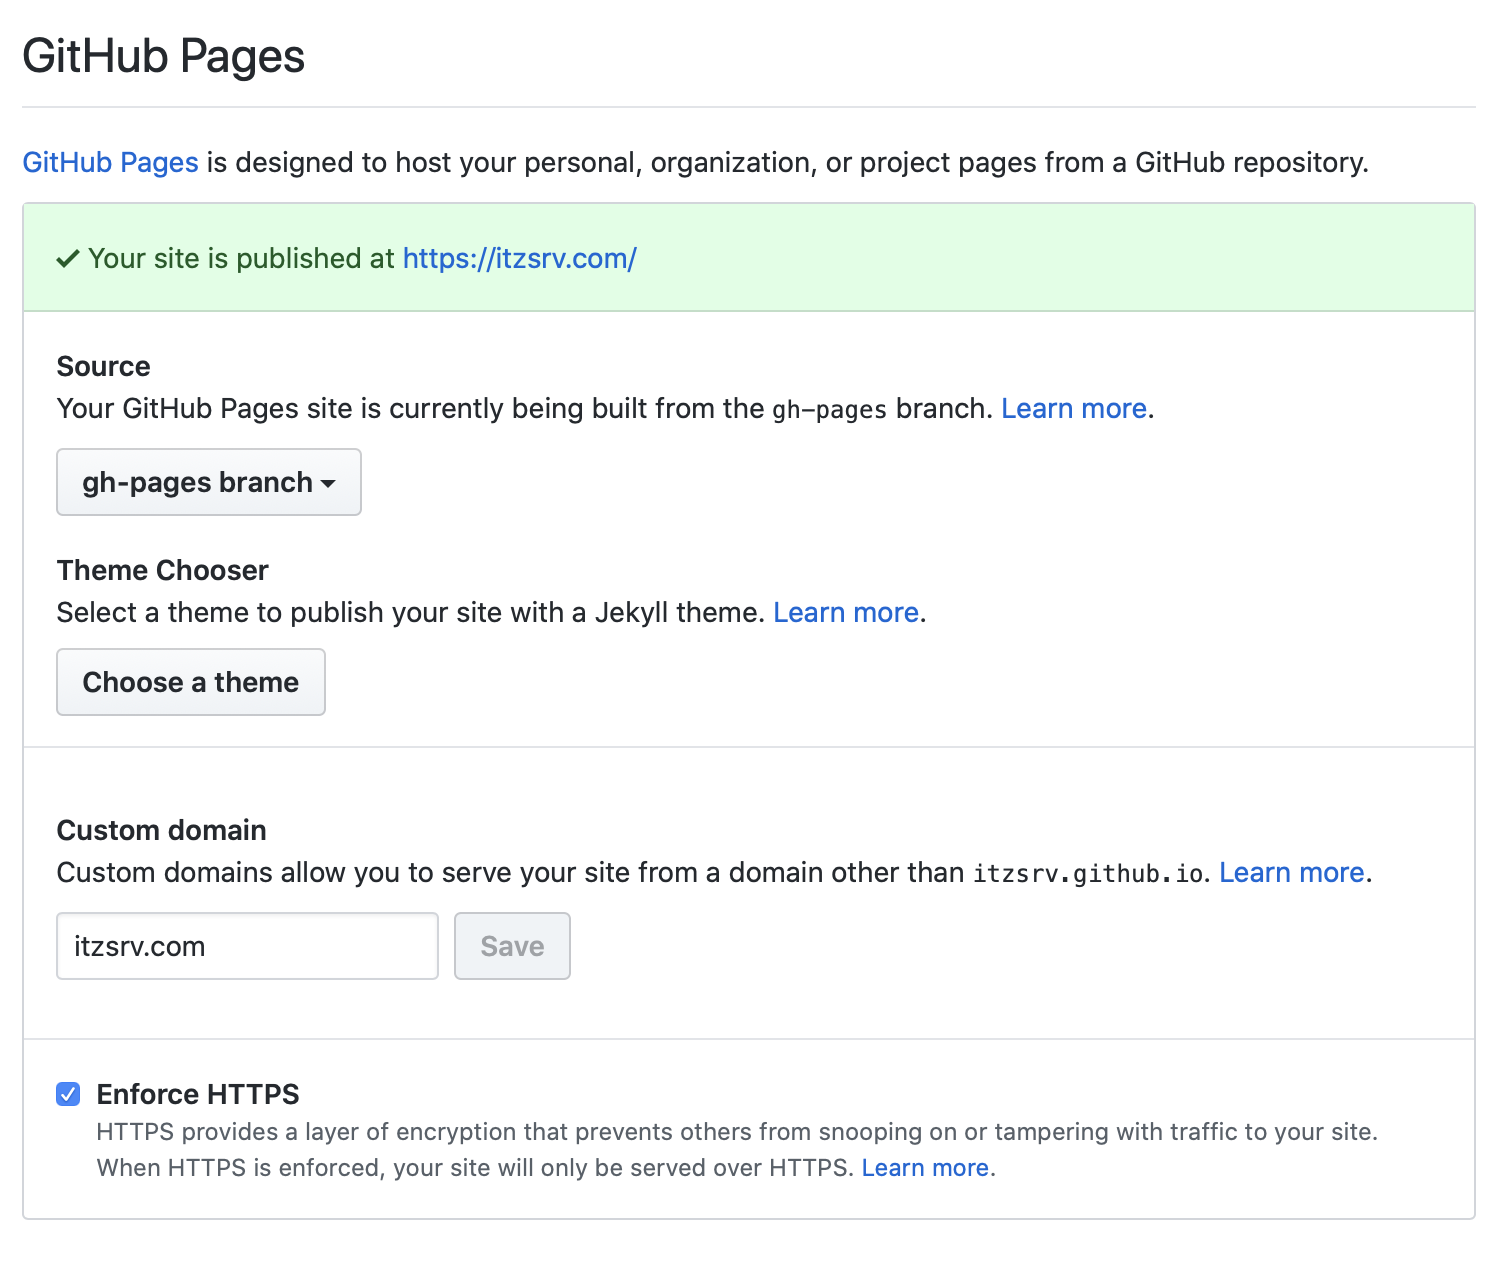 GitHub Pages
GitHub Pages is designed to host your personal, organization, or project pages from a GitHub repository.
Your site is published at https://itzsrv.com/
Source
Your GitHub Pages site is currently being built from the gh-pages branch. Learn more.
gh-pages branch
Theme Chooser
Select a theme to publish your site with a Jekyll theme. Learn more.
Choose a theme
Custom domain
Custom domains allow you to serve your site from a domain other than itzsrv.github.io. Learn more.
itzsrv.com Save
Enforce HTTPS
HTTPS provides a layer of encryption that prevents others from snooping on or tampering with traffic to your site.
When HTTPS is enforced, your site will only be served over HTTPS. Learn more.